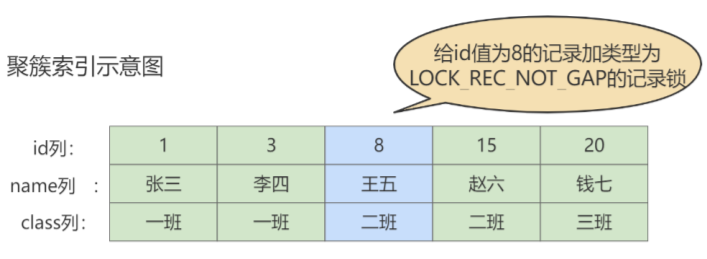 给id值为8的记录加类型为
LOCK_REC_NOT_GAP的记录锁
聚簇索引示意图
id列： 1 3 8 15 20
name列 ： 张三 李四 王五 赵六 钱七
class列： 一班 一班 二班 二班 三班